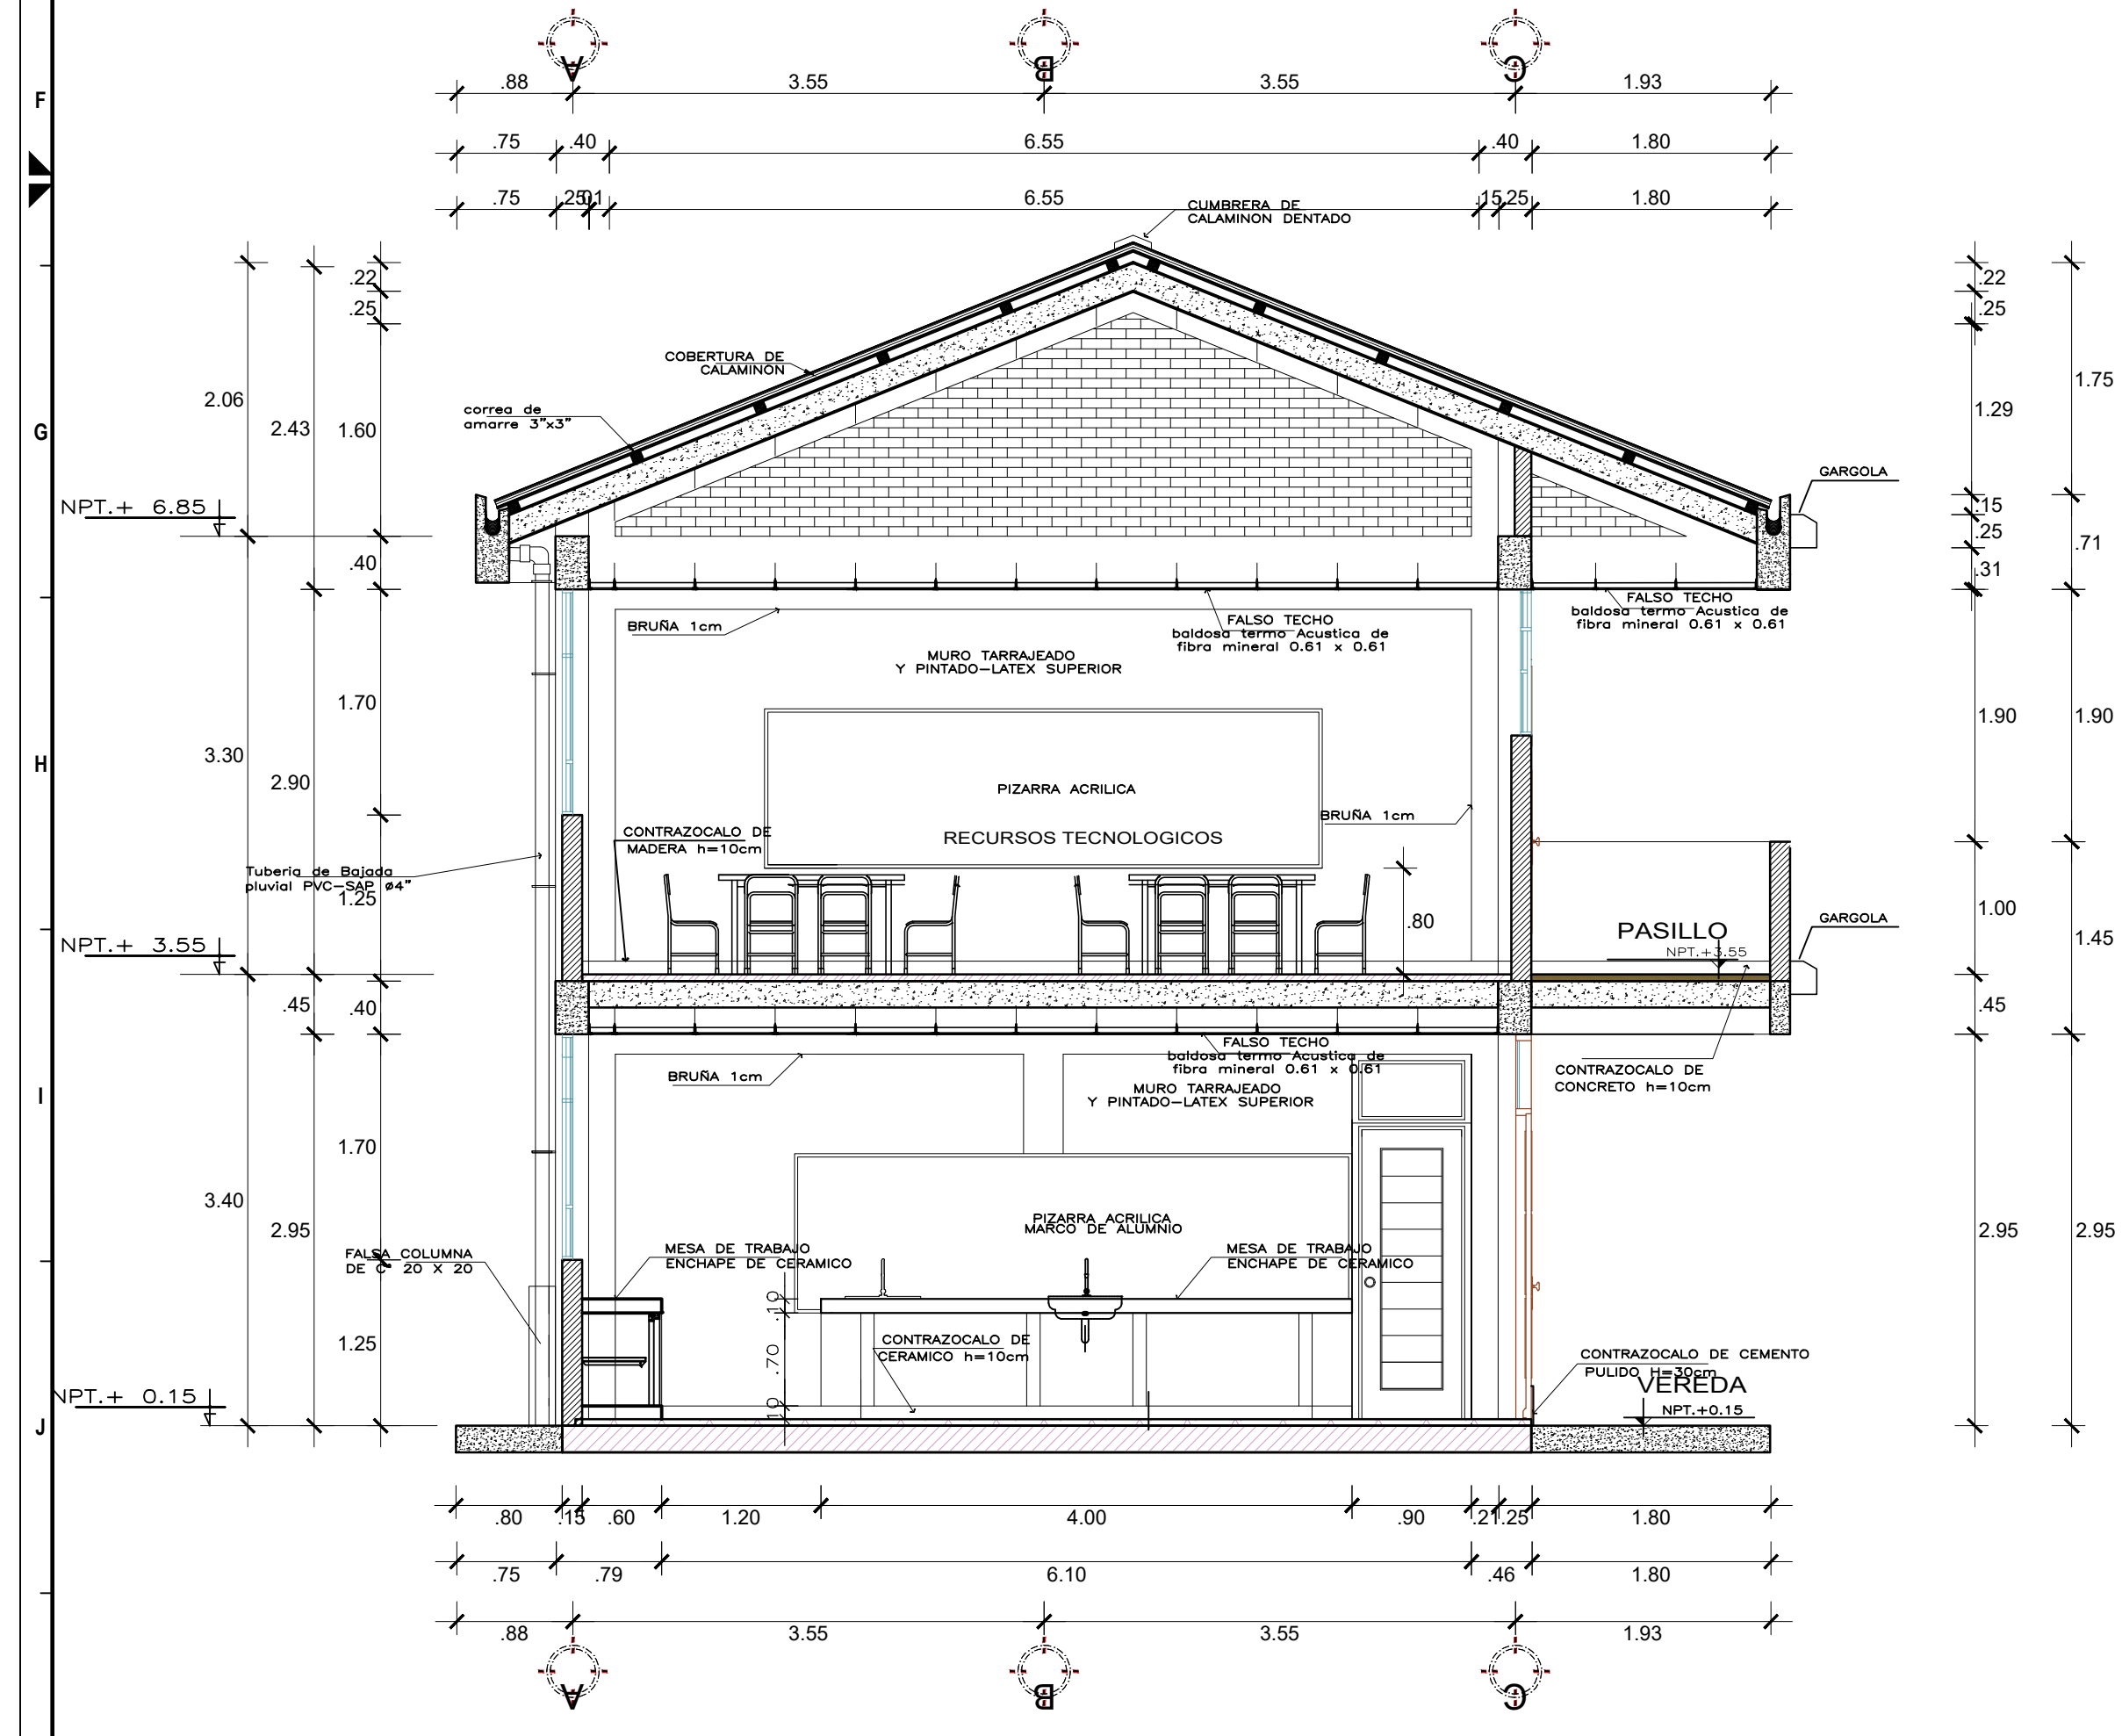 A
B
C
.88
3.55
3.55
1.93
.75
.40
6.55
.40
1.80
.75
.25
.01
6.55
.15
.25
1.80
F
G
H
I
J
CUMBRERA DE
CALAMINON DENTADO
COBERTURA DE
CALAMINON
correa de
amarre 3"x3"
GARGOLA
2.06
2.43
.22
.25
1.60
.40
.22
.25
1.29
.15
.25
.31
1.75
.71
NPT.+ 6.85
BRUÑA 1cm
FALSO TECHO
baldosa termo Acustica de
fibra mineral 0.61 x 0.61
FALSO TECHO
baldosa termo Acustica de
fibra mineral 0.61 x 0.61
MURO TARRAJEADO
Y PINTADO-LATEX SUPERIOR
3.30
2.90
1.70
1.25
1.90
1.90
PIZARRA ACRILICA
RECURSOS TECNOLOGICOS
BRUÑA 1cm
CONTRAZOCALO DE
MADERA h=10cm
Tuberia de Bajada
pluvial PVC-SAP ø4"
.80
1.00
1.45
PASILLO
NPT.+3.55
GARGOLA
NPT.+ 3.55
.45
.40
.45
FALSO TECHO
baldosa termo Acustica de
fibra mineral 0.61 x 0.61
BRUÑA 1cm
MURO TARRAJEADO
Y PINTADO-LATEX SUPERIOR
CONTRAZOCALO DE
CONCRETO h=10cm
3.40
2.95
1.70
1.25
2.95
2.95
PIZARRA ACRILICA
MARCO DE ALUMNIO
MESA DE TRABAJO
ENCHAPE DE CERAMICO
MESA DE TRABAJO
ENCHAPE DE CERAMICO
FALSA COLUMNA
DE C° 20 X 20
.10
.70
.10
CONTRAZOCALO DE
CERAMICO h=10cm
CONTRAZOCALO DE CEMENTO
PULIDO H=30cm
VEREDA
NPT.+0.15
NPT.+ 0.15
.80
.15
.60
1.20
4.00
.90
.21
.25
1.80
.75
.79
6.10
.46
1.80
.88
3.55
3.55
1.93
A
B
C